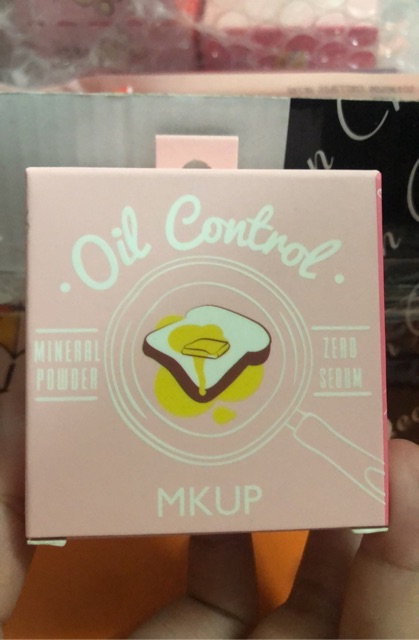 · Oil Control ·
MINERAL
POWDER
ZERO
SEBUM
MKUP